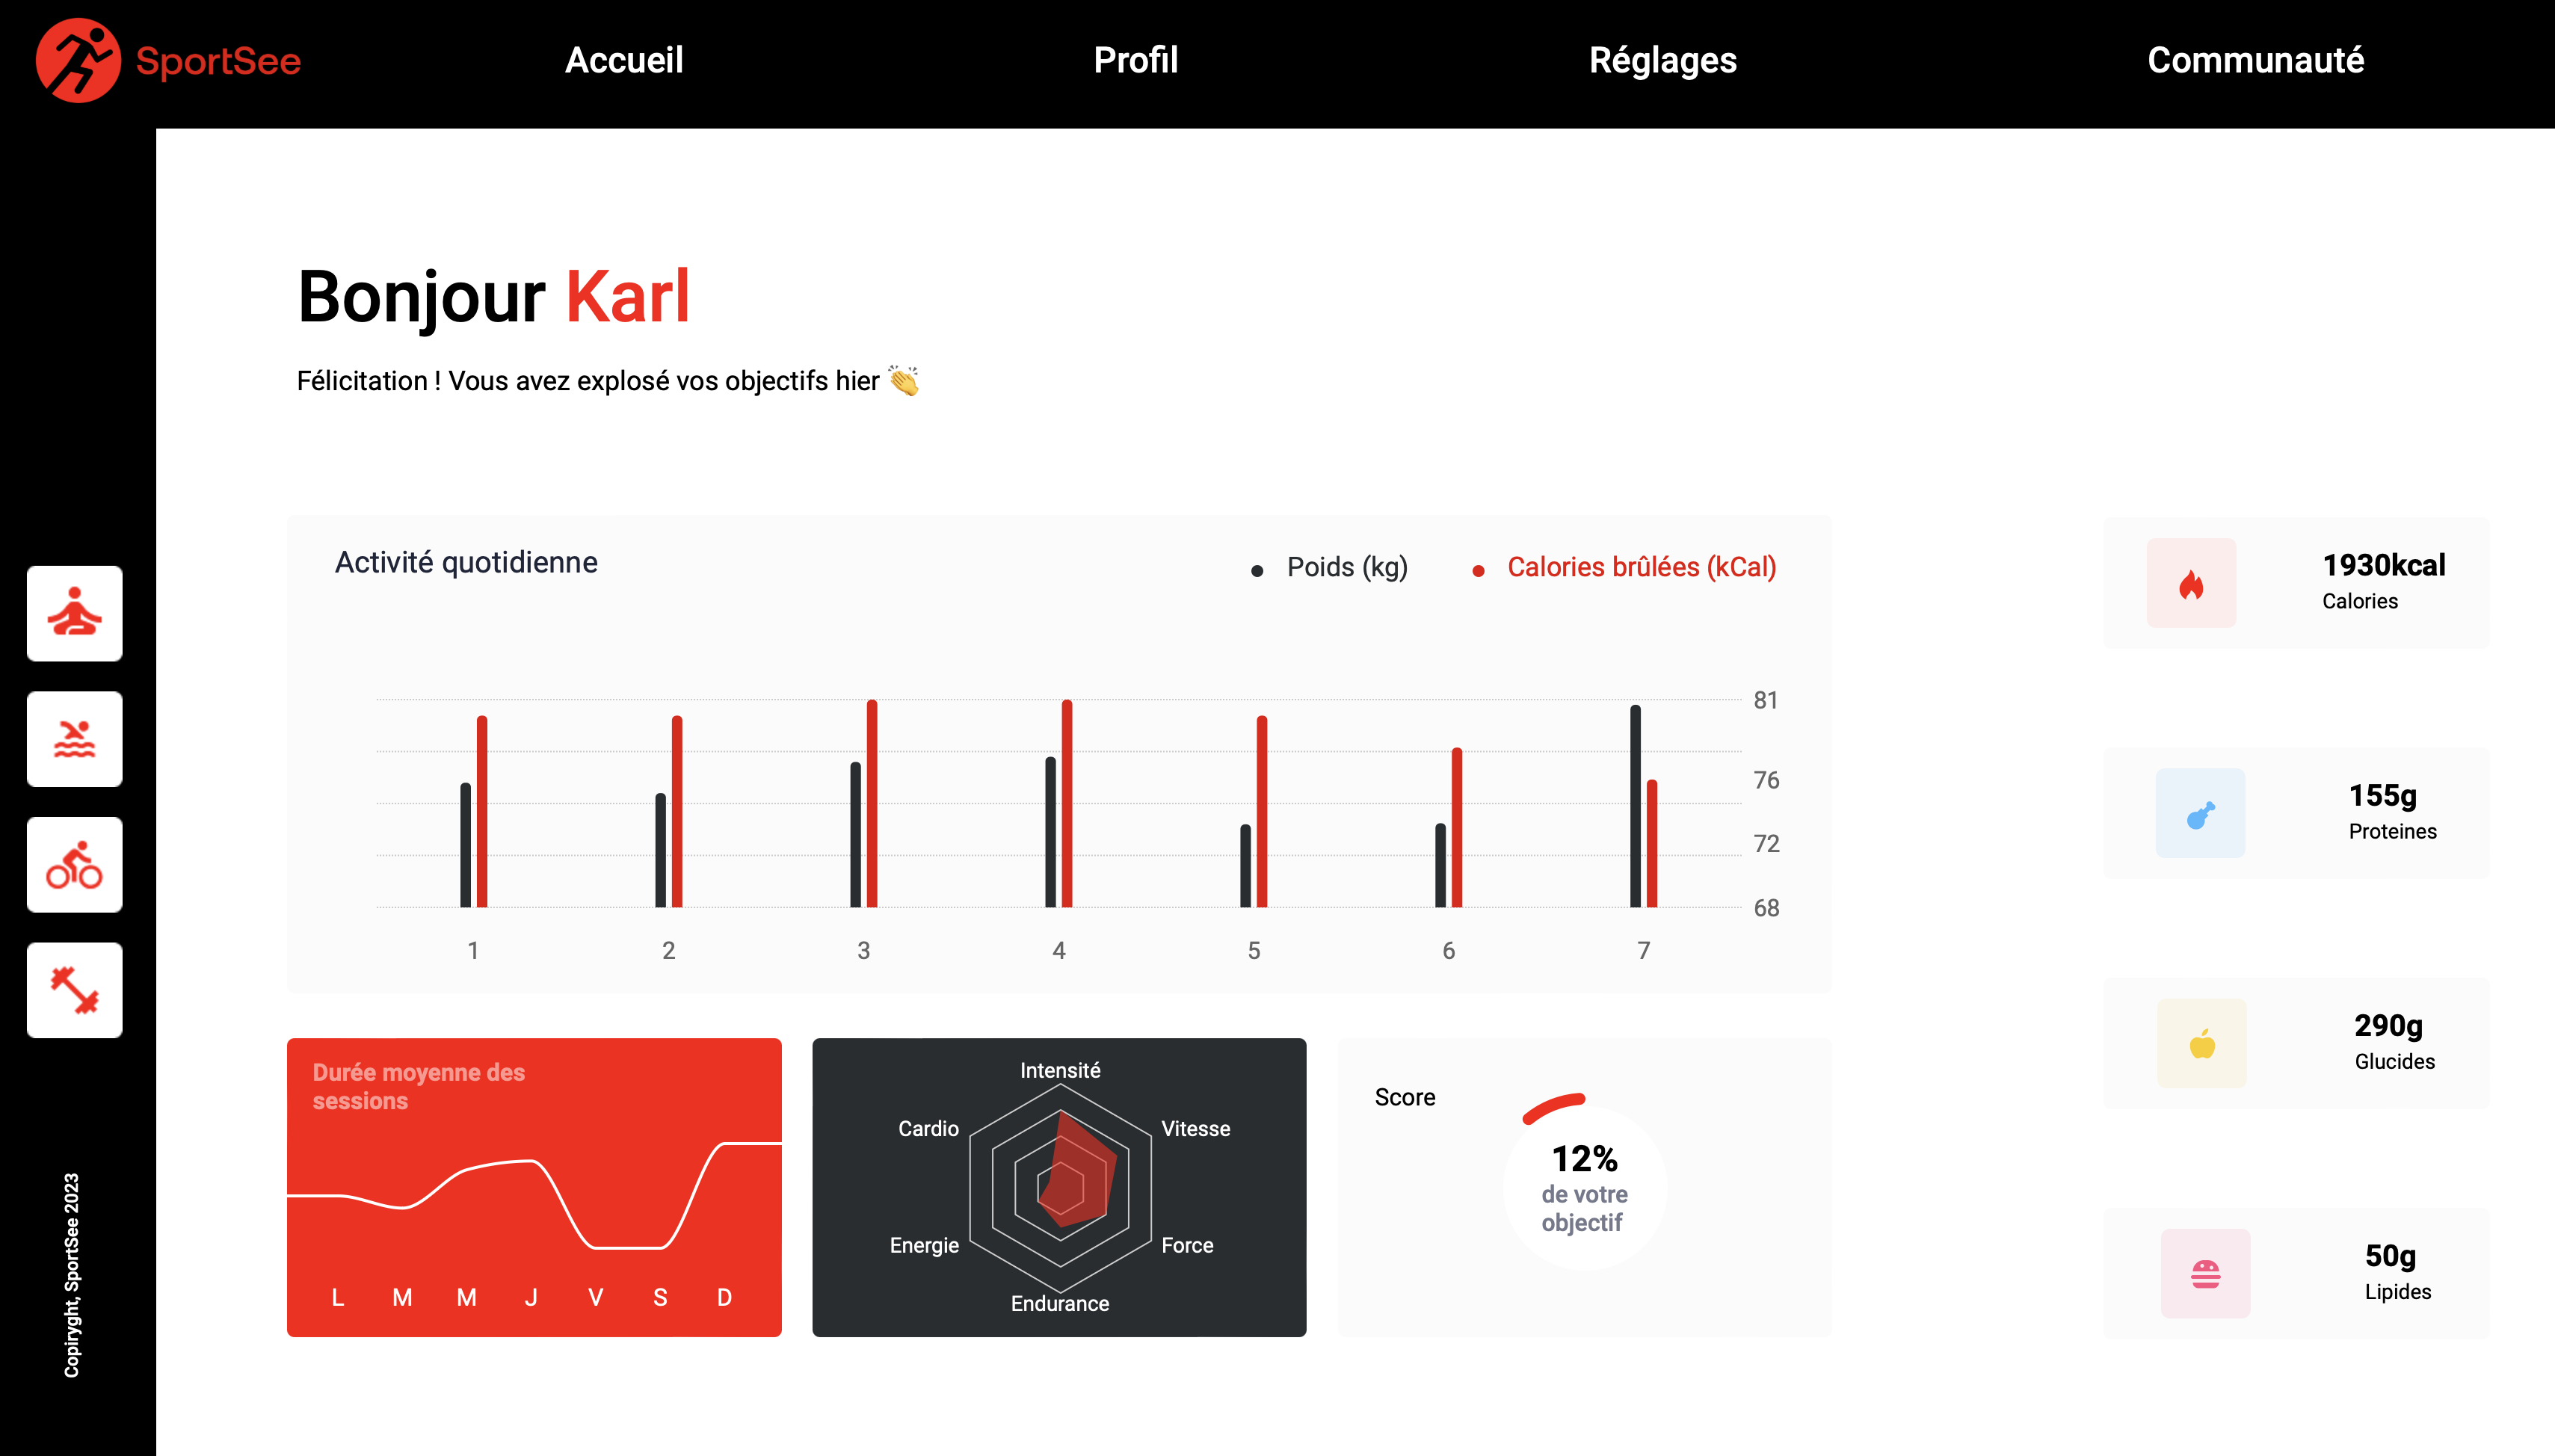 SportSee
Accueil
Profil
Réglages
Communauté
Bonjour Karl
Félicitation ! Vous avez explosé vos objectifs hier 👏
Activité quotidienne
Poids (kg)
Calories brûlées (kCal)
81
76
72
68
1
2
3
4
5
6
7
1930kcal
Calories
155g
Proteines
290g
Glucides
50g
Lipides
Durée moyenne des
sessions
L
M
M
J
V
S
D
Intensité
Vitesse
Force
Endurance
Energie
Cardio
Score
12%
de votre
objectif
Copiryght, SportSee 2023